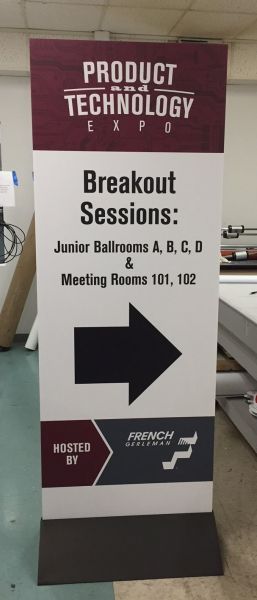 PRODUCT
and
TECHNOLOGY
EXPO
Breakout
Sessions:
Junior Ballrooms A, B, C, D
&
Meeting Rooms 101, 102
HOSTED
BY
FRENCH
GERLEMAN